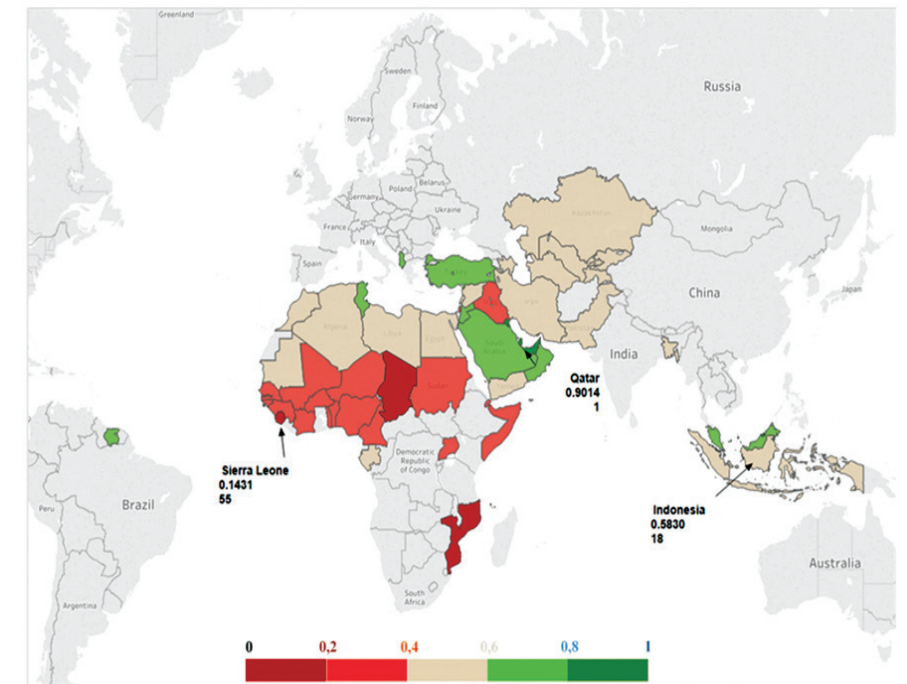 Greenland
Sweden
Finland
Norway
Russia
Belarus
Poland
Germany
Ukraine
France
Italy
Spain
Kazakhstan
Mongolia
China
Japan
Algeria
Libya
Egypt
Iran
South
Arabia
India
Sudan
Qatar
0.9014
1
Democratic
Republic
of Congo
Sierra Leone
0.1431
55
Brazil
Peru
Indonesia
0.5830
18
Australia
Argentina
South
Africa
0 0,2 0,4 0,6 0,8 1